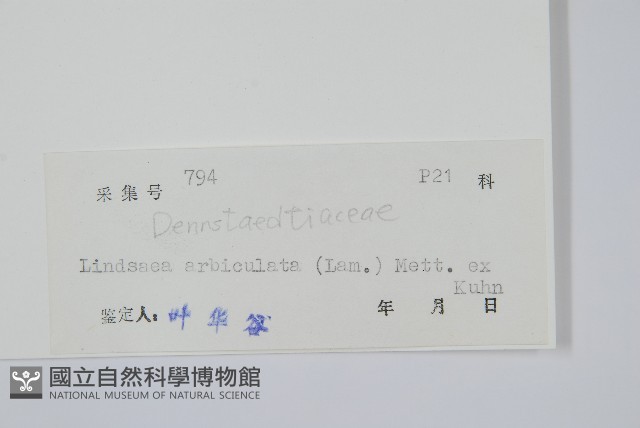 采集号 794 P21 科
Dennstaedtiaceae
Lindsaea arbiculata (Lam.) Mett. ex
Kuhn
鉴定人: 叶华谷 年 月 日
國立自然科學博物館
NATIONAL MUSEUM OF NATURAL SCIENCE